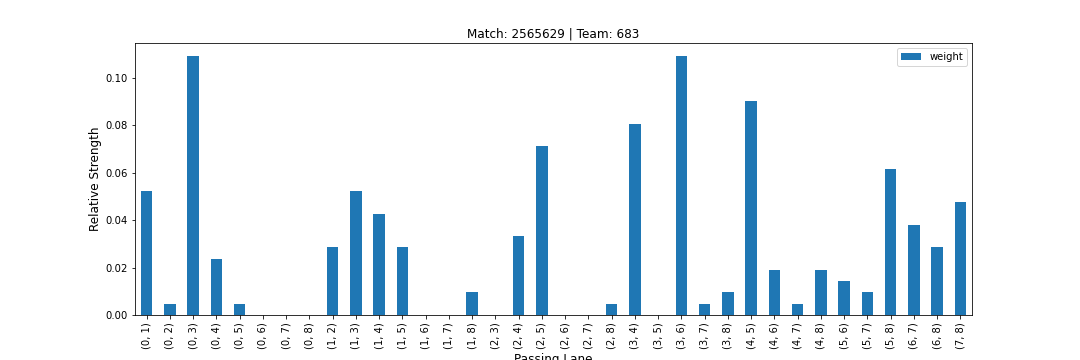 Match: 2565629 | Team: 683
weight
Relative Strength
0.10
0.08
0.06
0.04
0.02
0.00
(0, 1) (0, 2) (0, 3) (0, 4) (0, 5) (0, 6) (0, 7) (0, 8) (1, 2) (1, 3) (1, 4) (1, 5) (1, 6) (1, 7) (1, 8) (2, 3) (2, 4) (2, 5) (2, 6) (2, 7) (2, 8) (3, 4) (3, 5) (3, 6) (3, 7) (3, 8) (4, 5) (4, 6) (4, 7) (4, 8) (5, 6) (5, 7) (5, 8) (6, 7) (6, 8) (7, 8)
Passing Lane